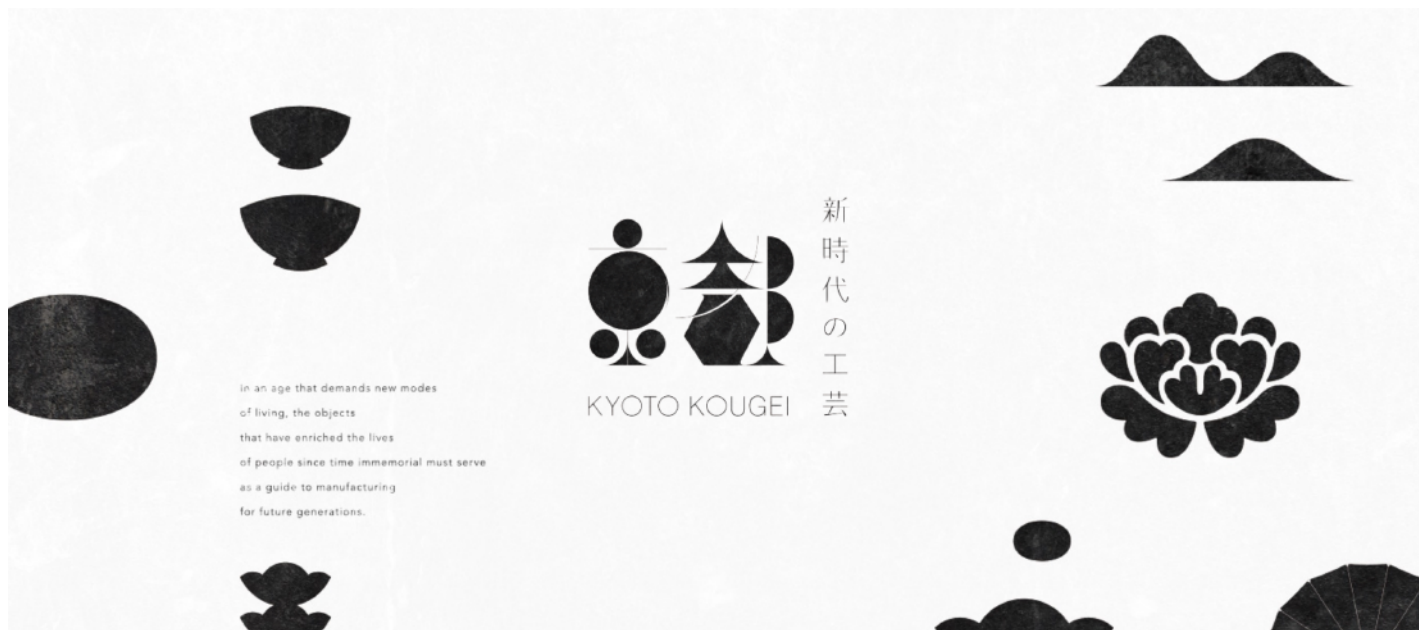 京都
KYOTO KOUGEI
新時代の工芸
in an age that demands new modes
of living, the objects
that have enriched the lives
of people since time immemorial must serve
as a guide to manufacturing
for future generations.